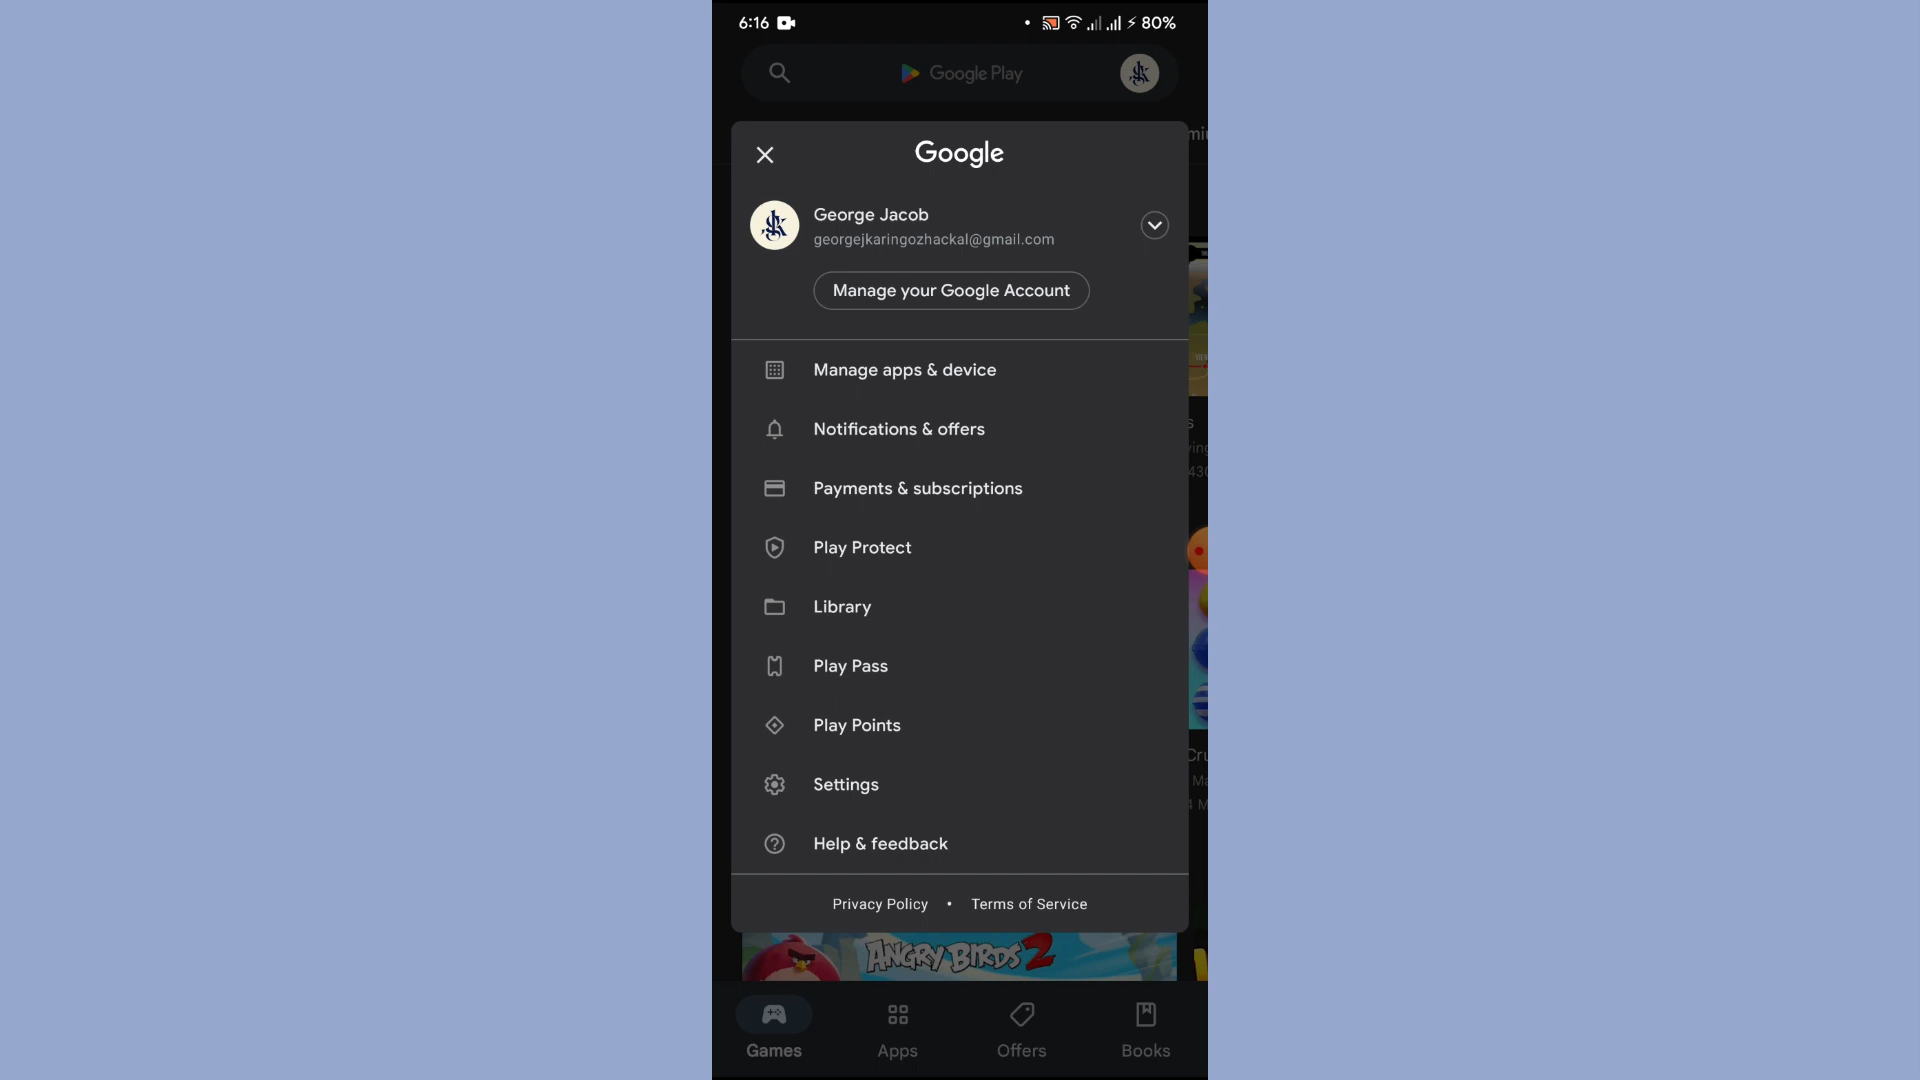 6:16
80%
Google Play
Google
George Jacob
georgejkaringozhackal@gmail.com
Manage your Google Account
Manage apps & device
Notifications & offers
Payments & subscriptions
Play Protect
Library
Play Pass
Play Points
Settings
Help & feedback
Privacy Policy • Terms of Service
ANGRY BIRDS 2
Games Apps Offers Books